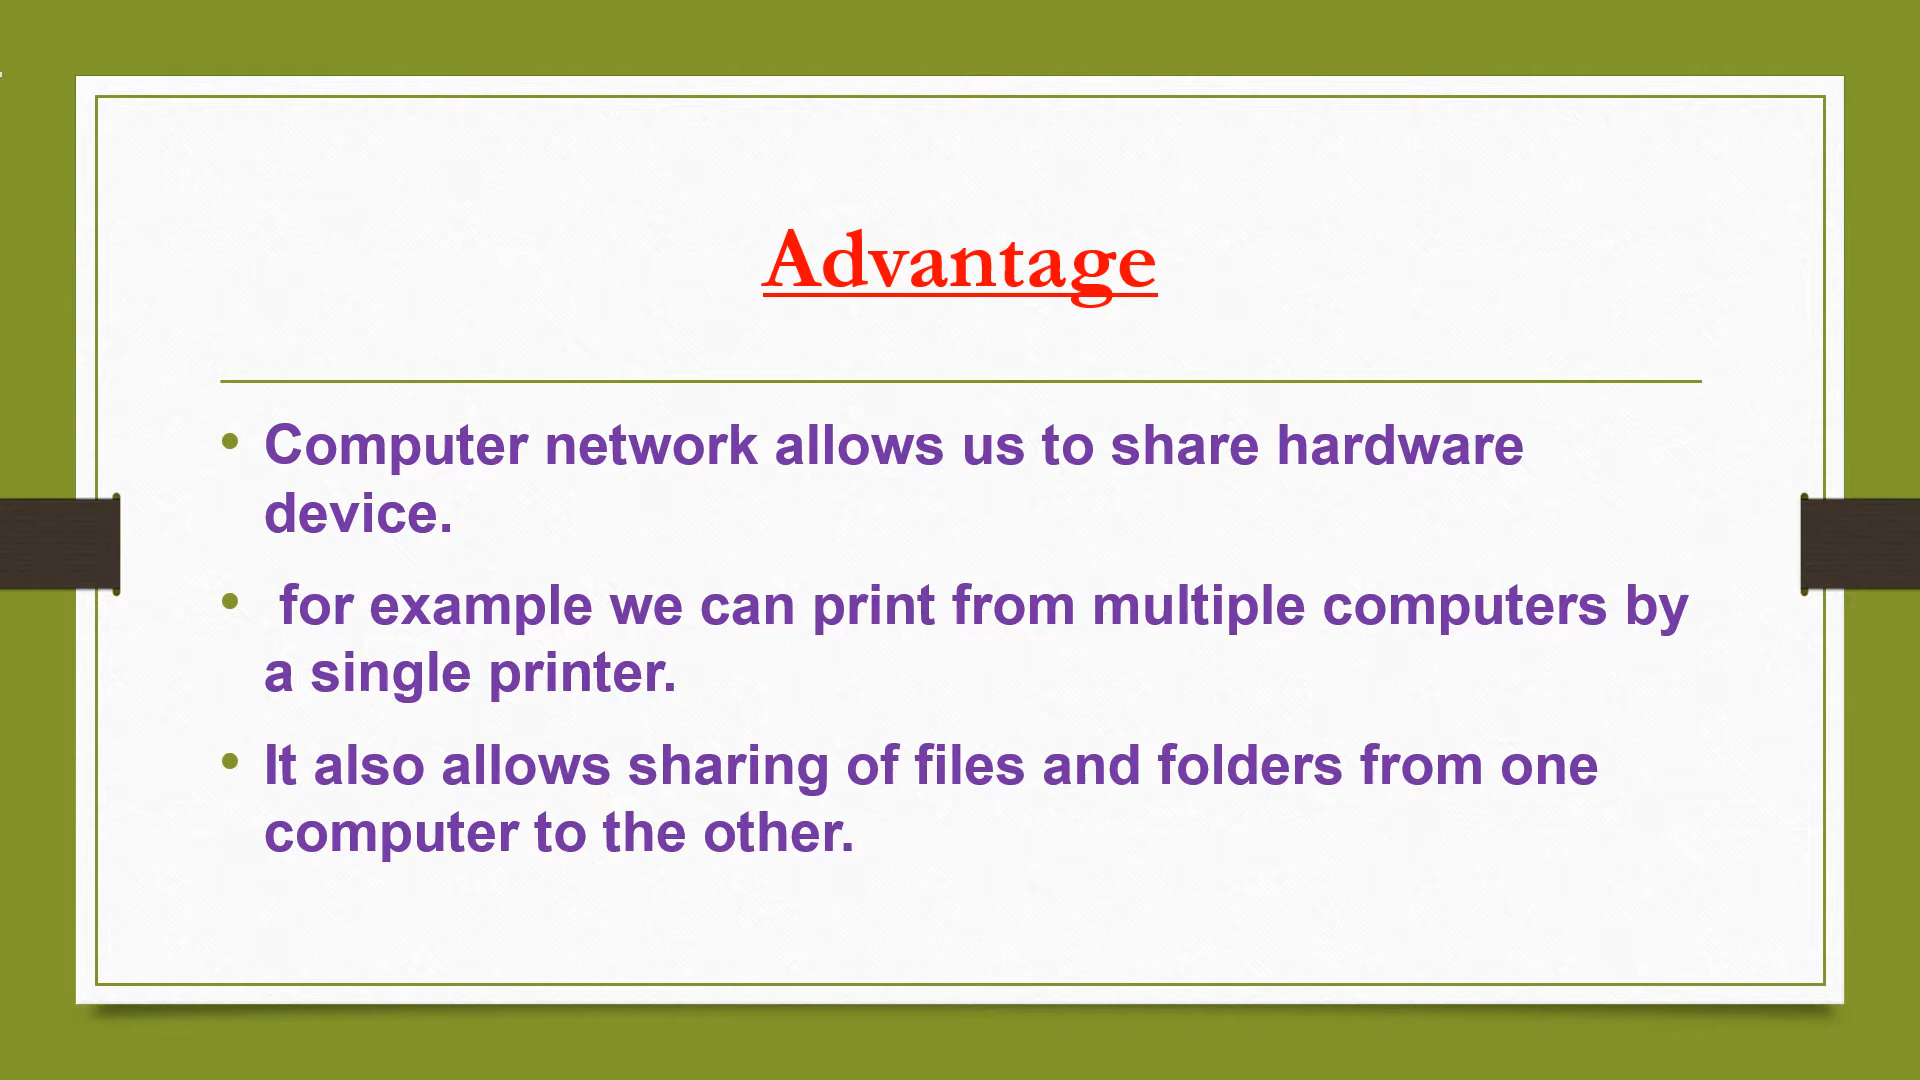 Advantage
• Computer network allows us to share hardware
device.
• for example we can print from multiple computers by
a single printer.
• It also allows sharing of files and folders from one
computer to the other.